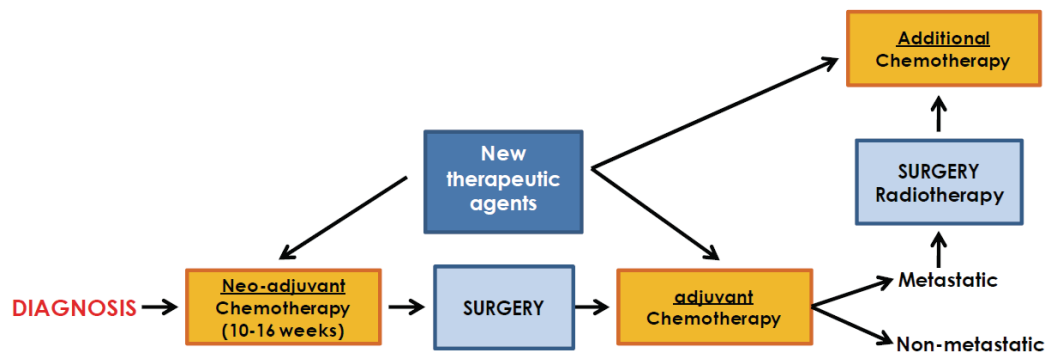 Additional
Chemotherapy
New
therapeutic
agents
SURGERY
Radiotherapy
DIAGNOSIS
Neo-adjuvant
Chemotherapy
(10-16 weeks)
SURGERY
adjuvant
Chemotherapy
Metastatic
Non-metastatic